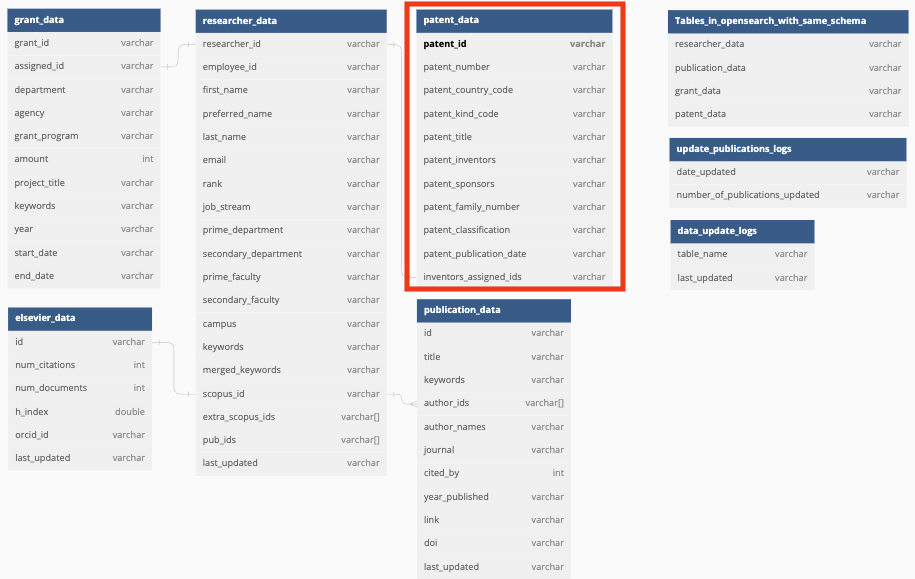 grant_data
grant_id varchar
assigned_id varchar
department varchar
agency varchar
grant_program varchar
amount int
project_title varchar
keywords varchar
year varchar
start_date varchar
end_date varchar
elsevier_data
id varchar
num_citations int
num_documents int
h_index double
orcid_id varchar
last_updated varchar
researcher_data
researcher_id varchar
employee_id varchar
first_name varchar
preferred_name varchar
last_name varchar
email varchar
rank varchar
job_stream varchar
prime_department varchar
secondary_department varchar
prime_faculty varchar
secondary_faculty varchar
campus varchar
keywords varchar
merged_keywords varchar
scopus_id varchar
extra_scopus_ids varchar[]
pub_ids varchar[]
last_updated varchar
patent_data
patent_id varchar
patent_number varchar
patent_country_code varchar
patent_kind_code varchar
patent_title varchar
patent_inventors varchar
patent_sponsors varchar
patent_family_number varchar
patent_classification varchar
patent_publication_date varchar
inventors_assigned_ids varchar
publication_data
id varchar
title varchar
keywords varchar
author_ids varchar[]
author_names varchar
journal varchar
cited_by int
year_published varchar
link varchar
doi varchar
last_updated varchar
Tables_in_opensearch_with_same_schema
researcher_data varchar
publication_data varchar
grant_data varchar
patent_data varchar
update_publications_logs
date_updated varchar
number_of_publications_updated varchar
data_update_logs
table_name varchar
last_updated varchar